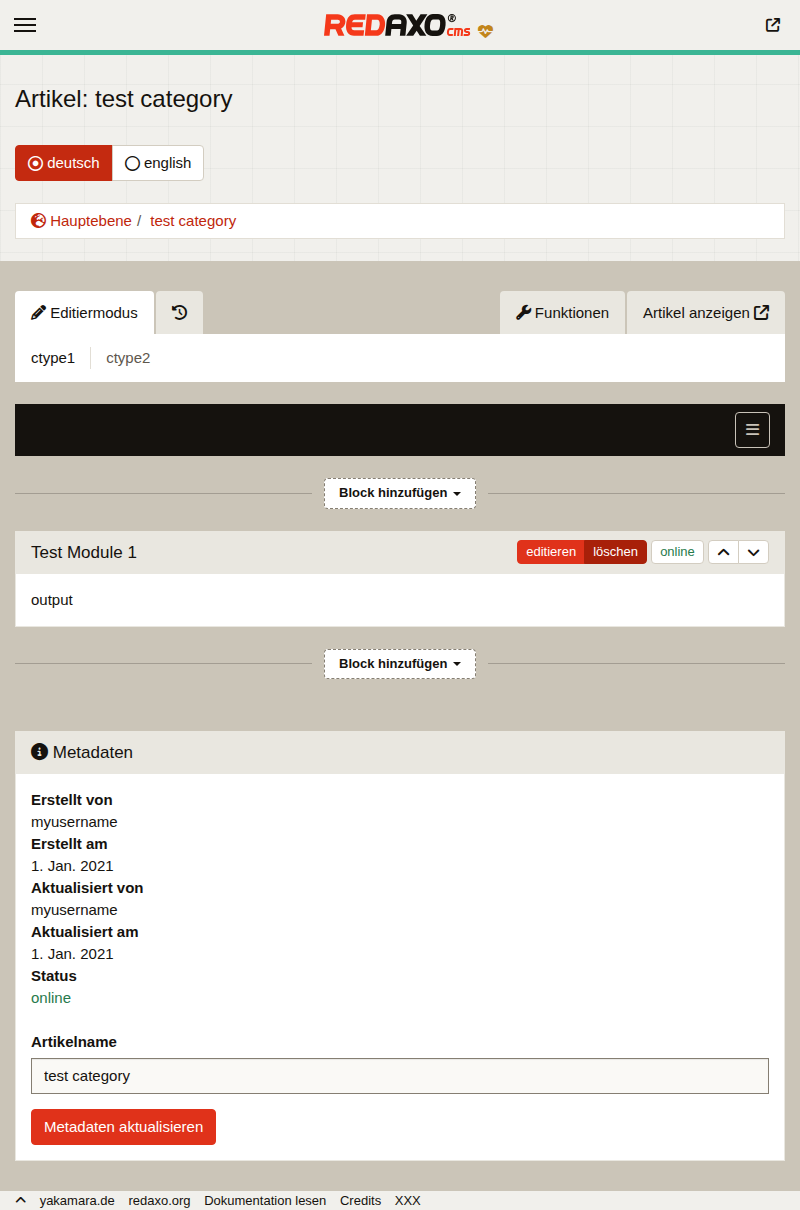 REDAXO® cms
Artikel: test category
deutsch english
Hauptebene / test category
Editiermodus Funktionen Artikel anzeigen
ctype1 ctype2
Block hinzufügen
Test Module 1 editieren löschen online
output
Block hinzufügen
Metadaten
Erstellt von
myusername
Erstellt am
1. Jan. 2021
Aktualisiert von
myusername
Aktualisiert am
1. Jan. 2021
Status
online
Artikelname
test category
Metadaten aktualisieren
yakamara.de redaxo.org Dokumentation lesen Credits XXX